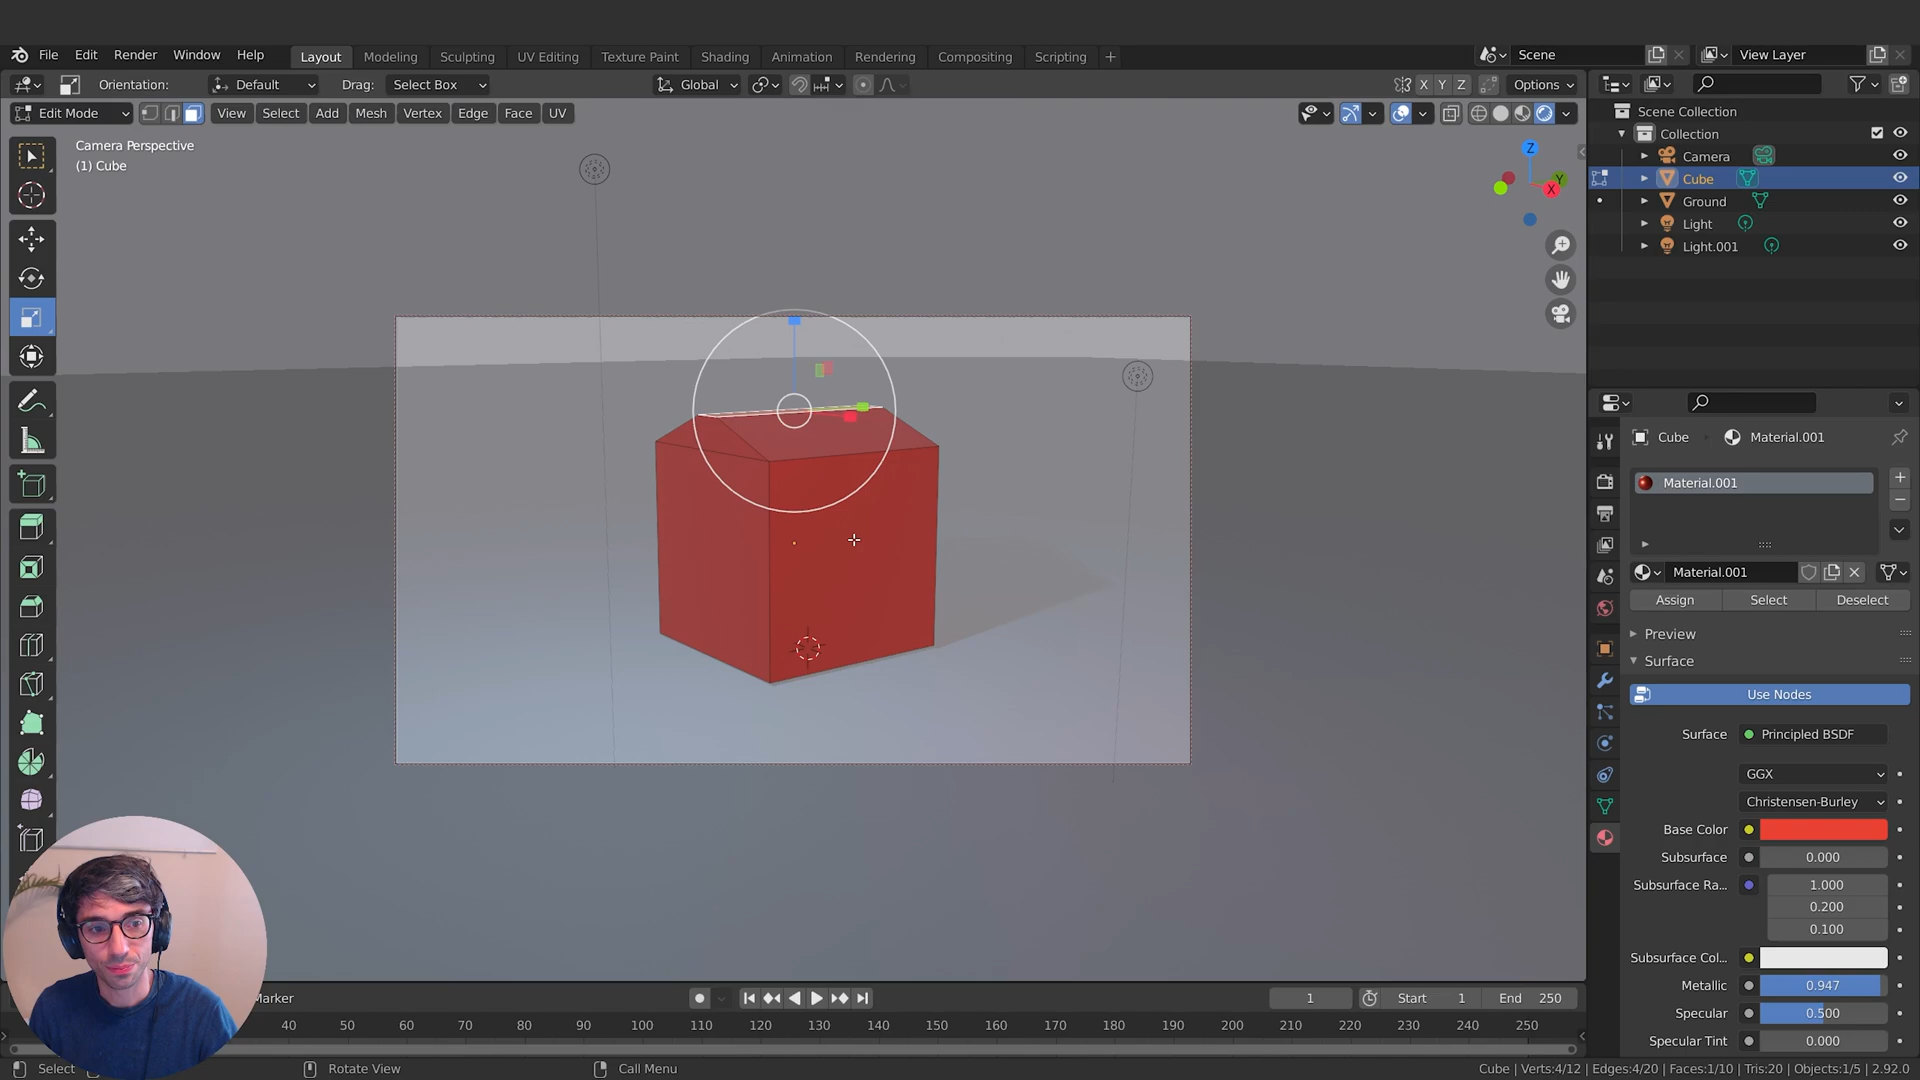 File Edit Render Window Help Layout Modeling Sculpting UV Editing Texture Paint Shading Animation Rendering Compositing Scripting + Scene View Layer
Orientation: Default Drag: Select Box Global X Y Z Options
Edit Mode View Select Add Mesh Vertex Edge Face UV
Scene Collection
Collection
Camera
Cube
Ground
Light
Light.001
Camera Perspective
(1) Cube
Z
Y
X
Cube Material.001
Material.001
Material.001
Assign Select Deselect
Preview
Surface
Use Nodes
Surface Principled BSDF
GGX
Christensen-Burley
Base Color
Subsurface 0.000
Subsurface Ra... 1.000
0.200
0.100
Subsurface Col...
Metallic 0.947
Specular 0.500
Specular Tint 0.000
Marker 1 Start 1 End 250
40 50 60 70 80 90 100 110 120 130 140 150 160 170 180 190 200 210 220 230 240 250
Select Rotate View Call Menu Cube | Verts:4/12 | Edges:4/20 | Faces:1/10 | Tris:20 | Objects:1/5 | 2.92.0